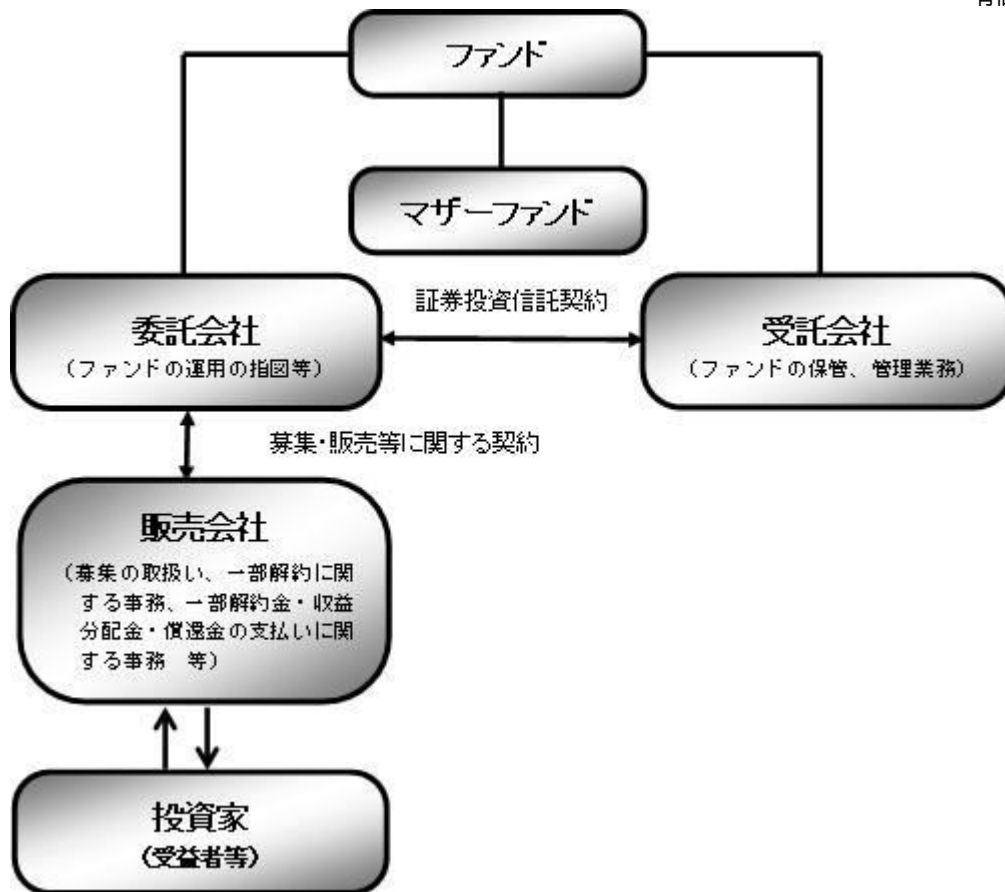 ファンド
マザーファンド
証券投資信託契約
委託会社
（ファンドの運用の指図等）
受託会社
（ファンドの保管、管理業務）
募集・販売等に関する契約
販売会社
（募集の取扱い、一部解約に関
する事務、一部解約金・収益
分配金・償還金の支払いに関
する事務　等）
投資家
（受益者等）